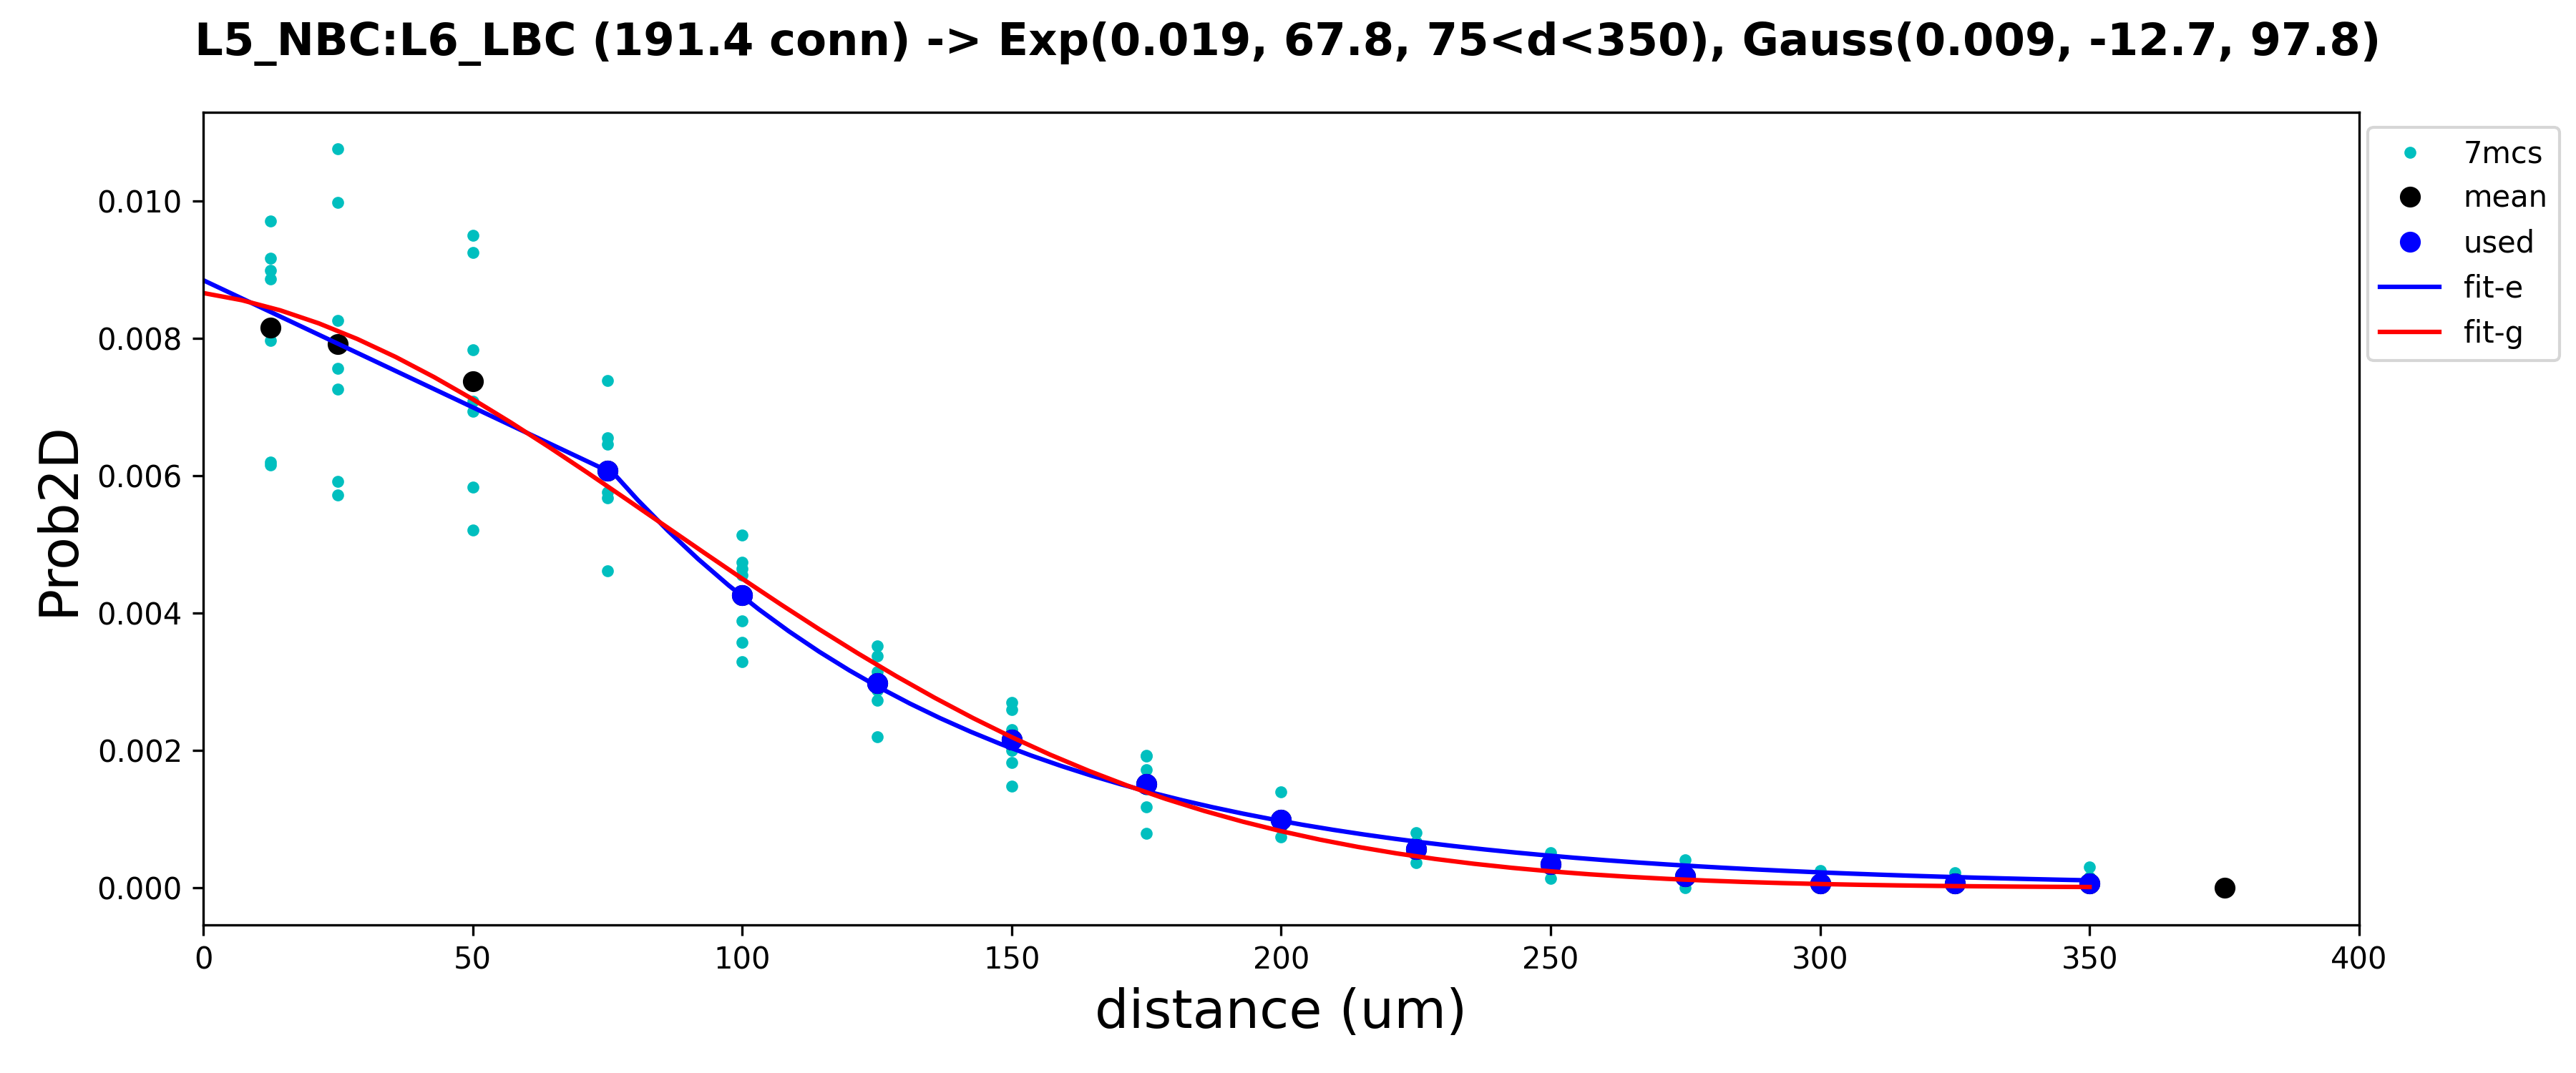 L5_NBC:L6_LBC (191.4 conn) -> Exp(0.019, 67.8, 75<d<350), Gauss(0.009, -12.7, 97.8)
7mcs
mean
used
fit-e
fit-g
Prob2D
0.010
0.008
0.006
0.004
0.002
0.000
0 50 100 150 200 250 300 350 400
distance (um)